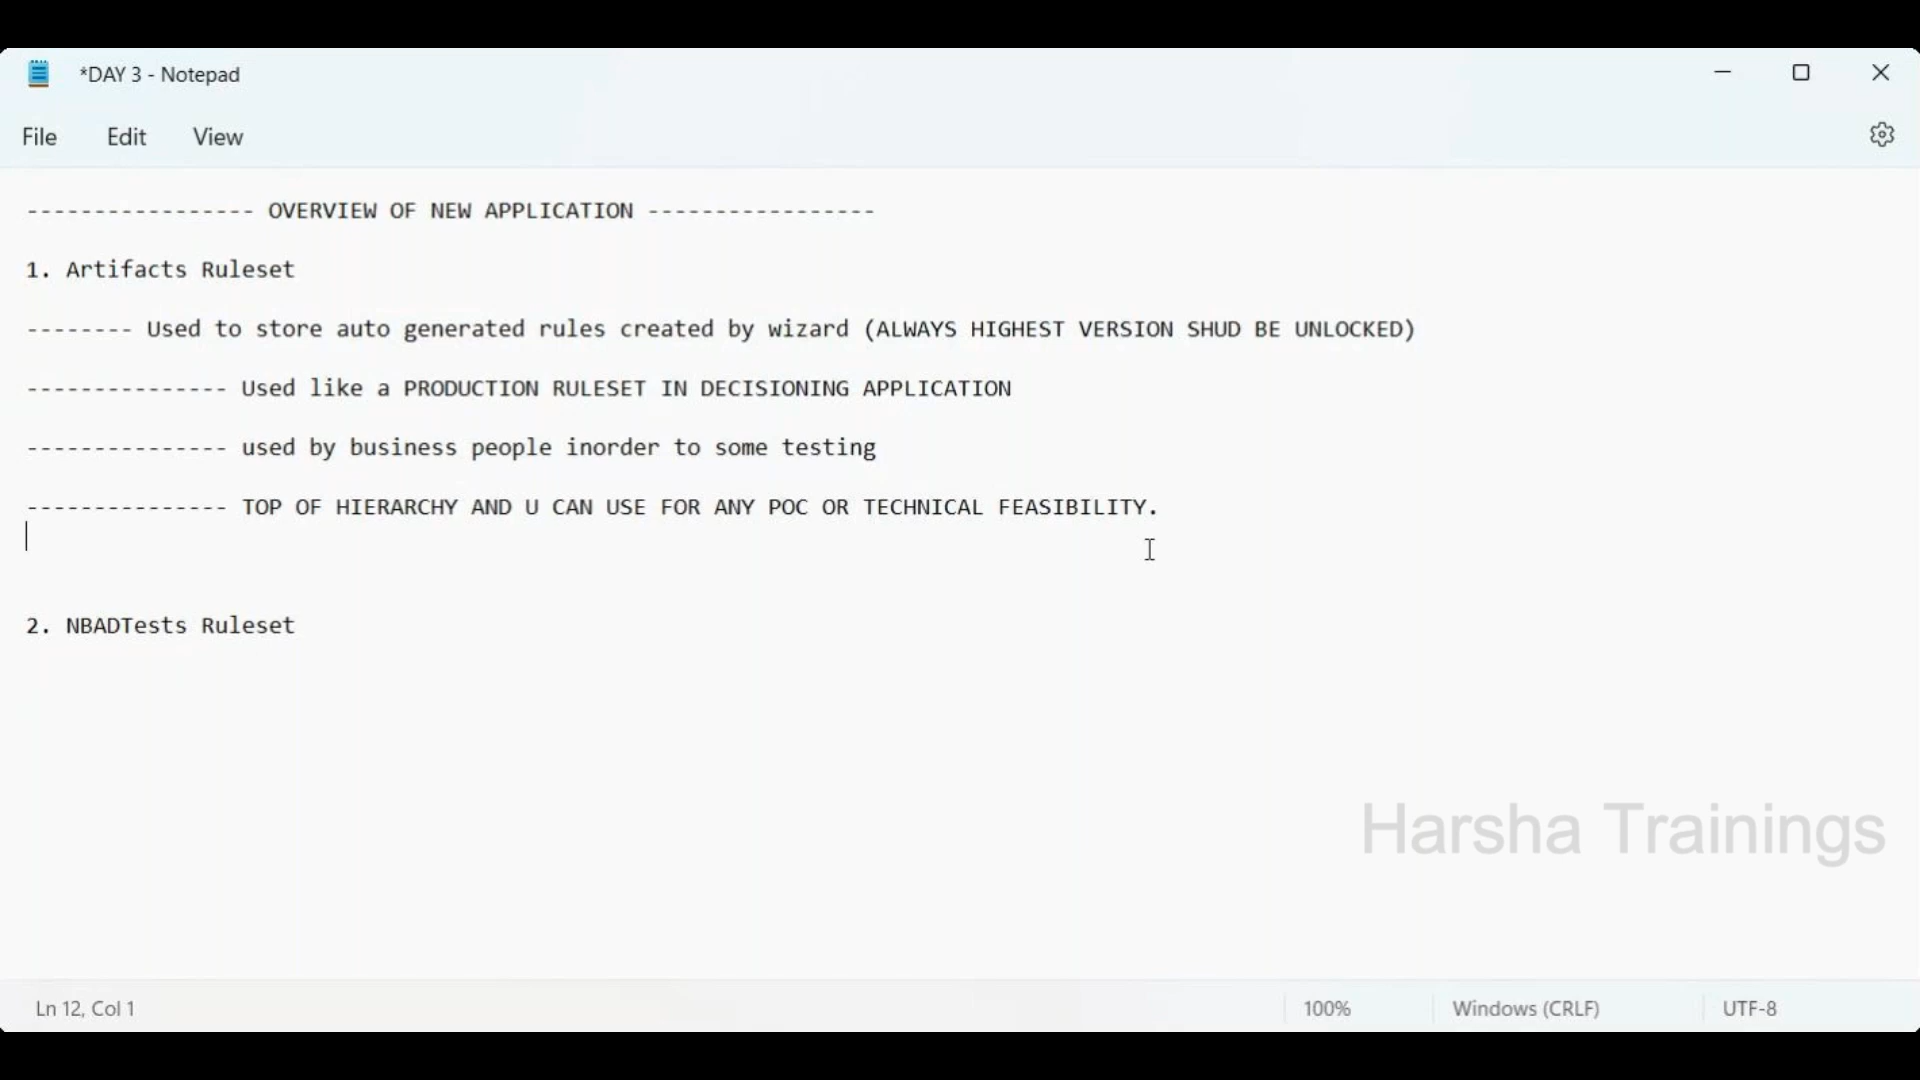 *DAY 3 - Notepad
File Edit View
----------------- OVERVIEW OF NEW APPLICATION -----------------
1. Artifacts Ruleset
-------- Used to store auto generated rules created by wizard (ALWAYS HIGHEST VERSION SHUD BE UNLOCKED)
--------------- Used like a PRODUCTION RULESET IN DECISIONING APPLICATION
--------------- used by business people inorder to some testing
--------------- TOP OF HIERARCHY AND U CAN USE FOR ANY POC OR TECHNICAL FEASIBILITY.
2. NBADTests Ruleset
Harsha Trainings
Ln 12, Col 1 100% Windows (CRLF) UTF-8